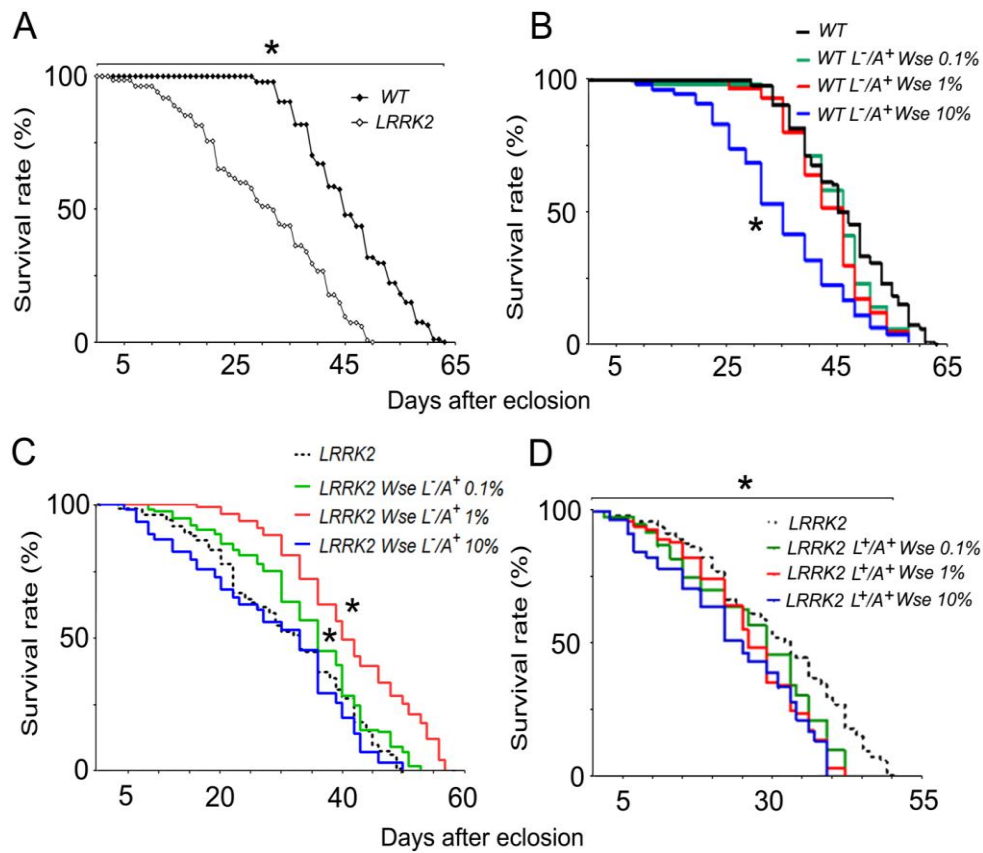 A
*
100
50
0
Survival rate (%)
WT
LRRK2
5 25 45 65
B
WT
WT L⁻/A⁺ Wse 0.1%
WT L⁻/A⁺ Wse 1%
WT L⁻/A⁺ Wse 10%
100
50
0
Survival rate (%)
*
5 25 45 65
Days after eclosion
C
LRRK2
LRRK2 Wse L⁻/A⁺ 0.1%
LRRK2 Wse L⁻/A⁺ 1%
LRRK2 Wse L⁻/A⁺ 10%
100
50
0
Survival rate (%)
*
*
5 20 40 60
D
*
LRRK2
LRRK2 L⁺/A⁺ Wse 0.1%
LRRK2 L⁺/A⁺ Wse 1%
LRRK2 L⁺/A⁺ Wse 10%
100
50
0
Survival rate (%)
5 30 55
Days after eclosion